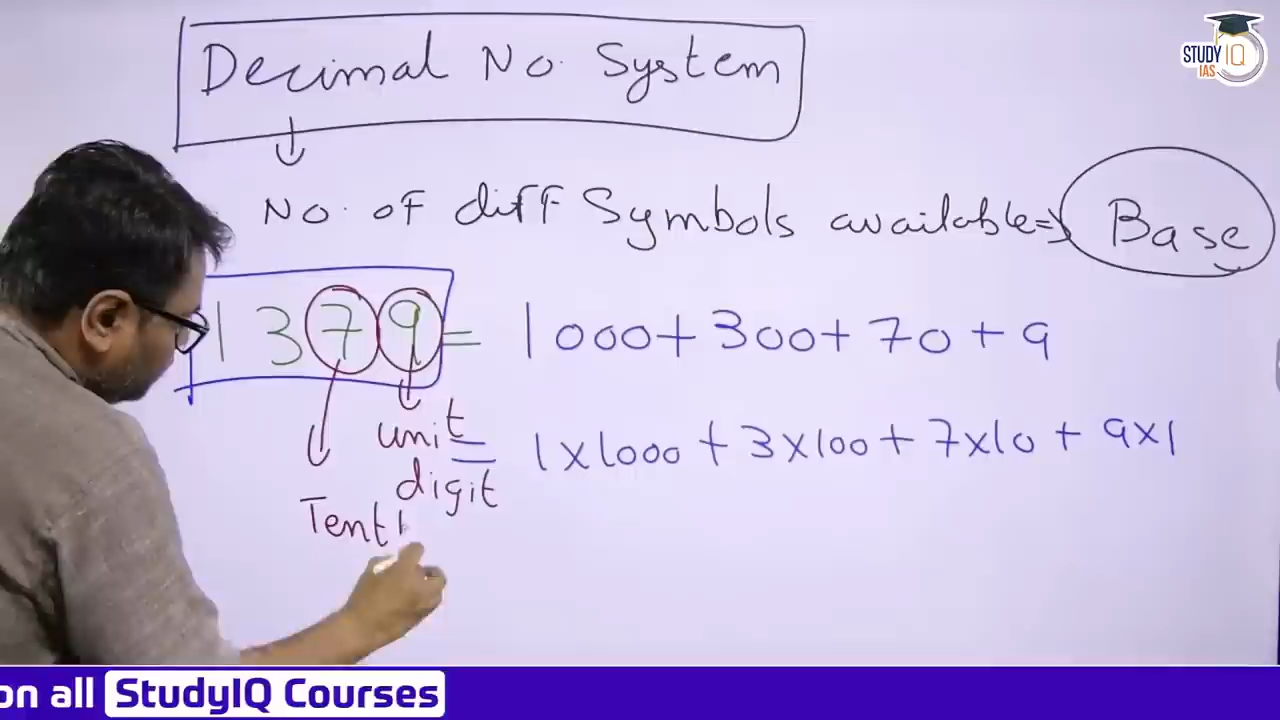 STUDY IQ
IAS
Decimal No. System
No. of diff Symbols available => Base
1379 = 1000+300+70+9
unit digit
= 1x1000 + 3x100 + 7x10 + 9x1
Tent
on all StudyIQ Courses